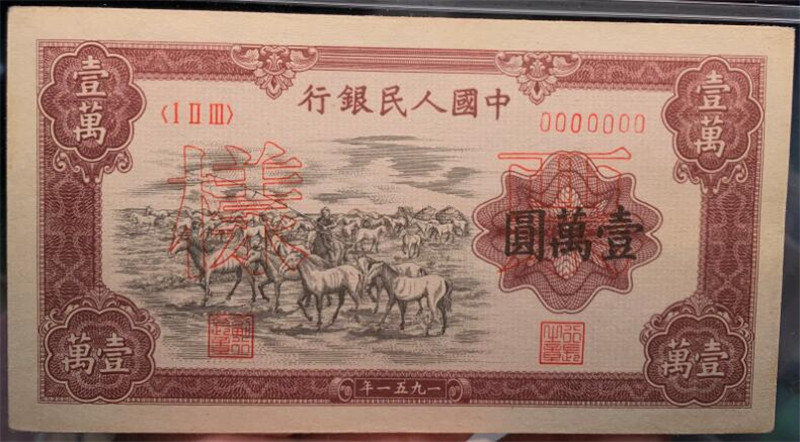 壹萬
壹萬
中國人民銀行
〈I II III〉
0000000
樣
壹萬圓
壹萬
壹萬
一九五一年